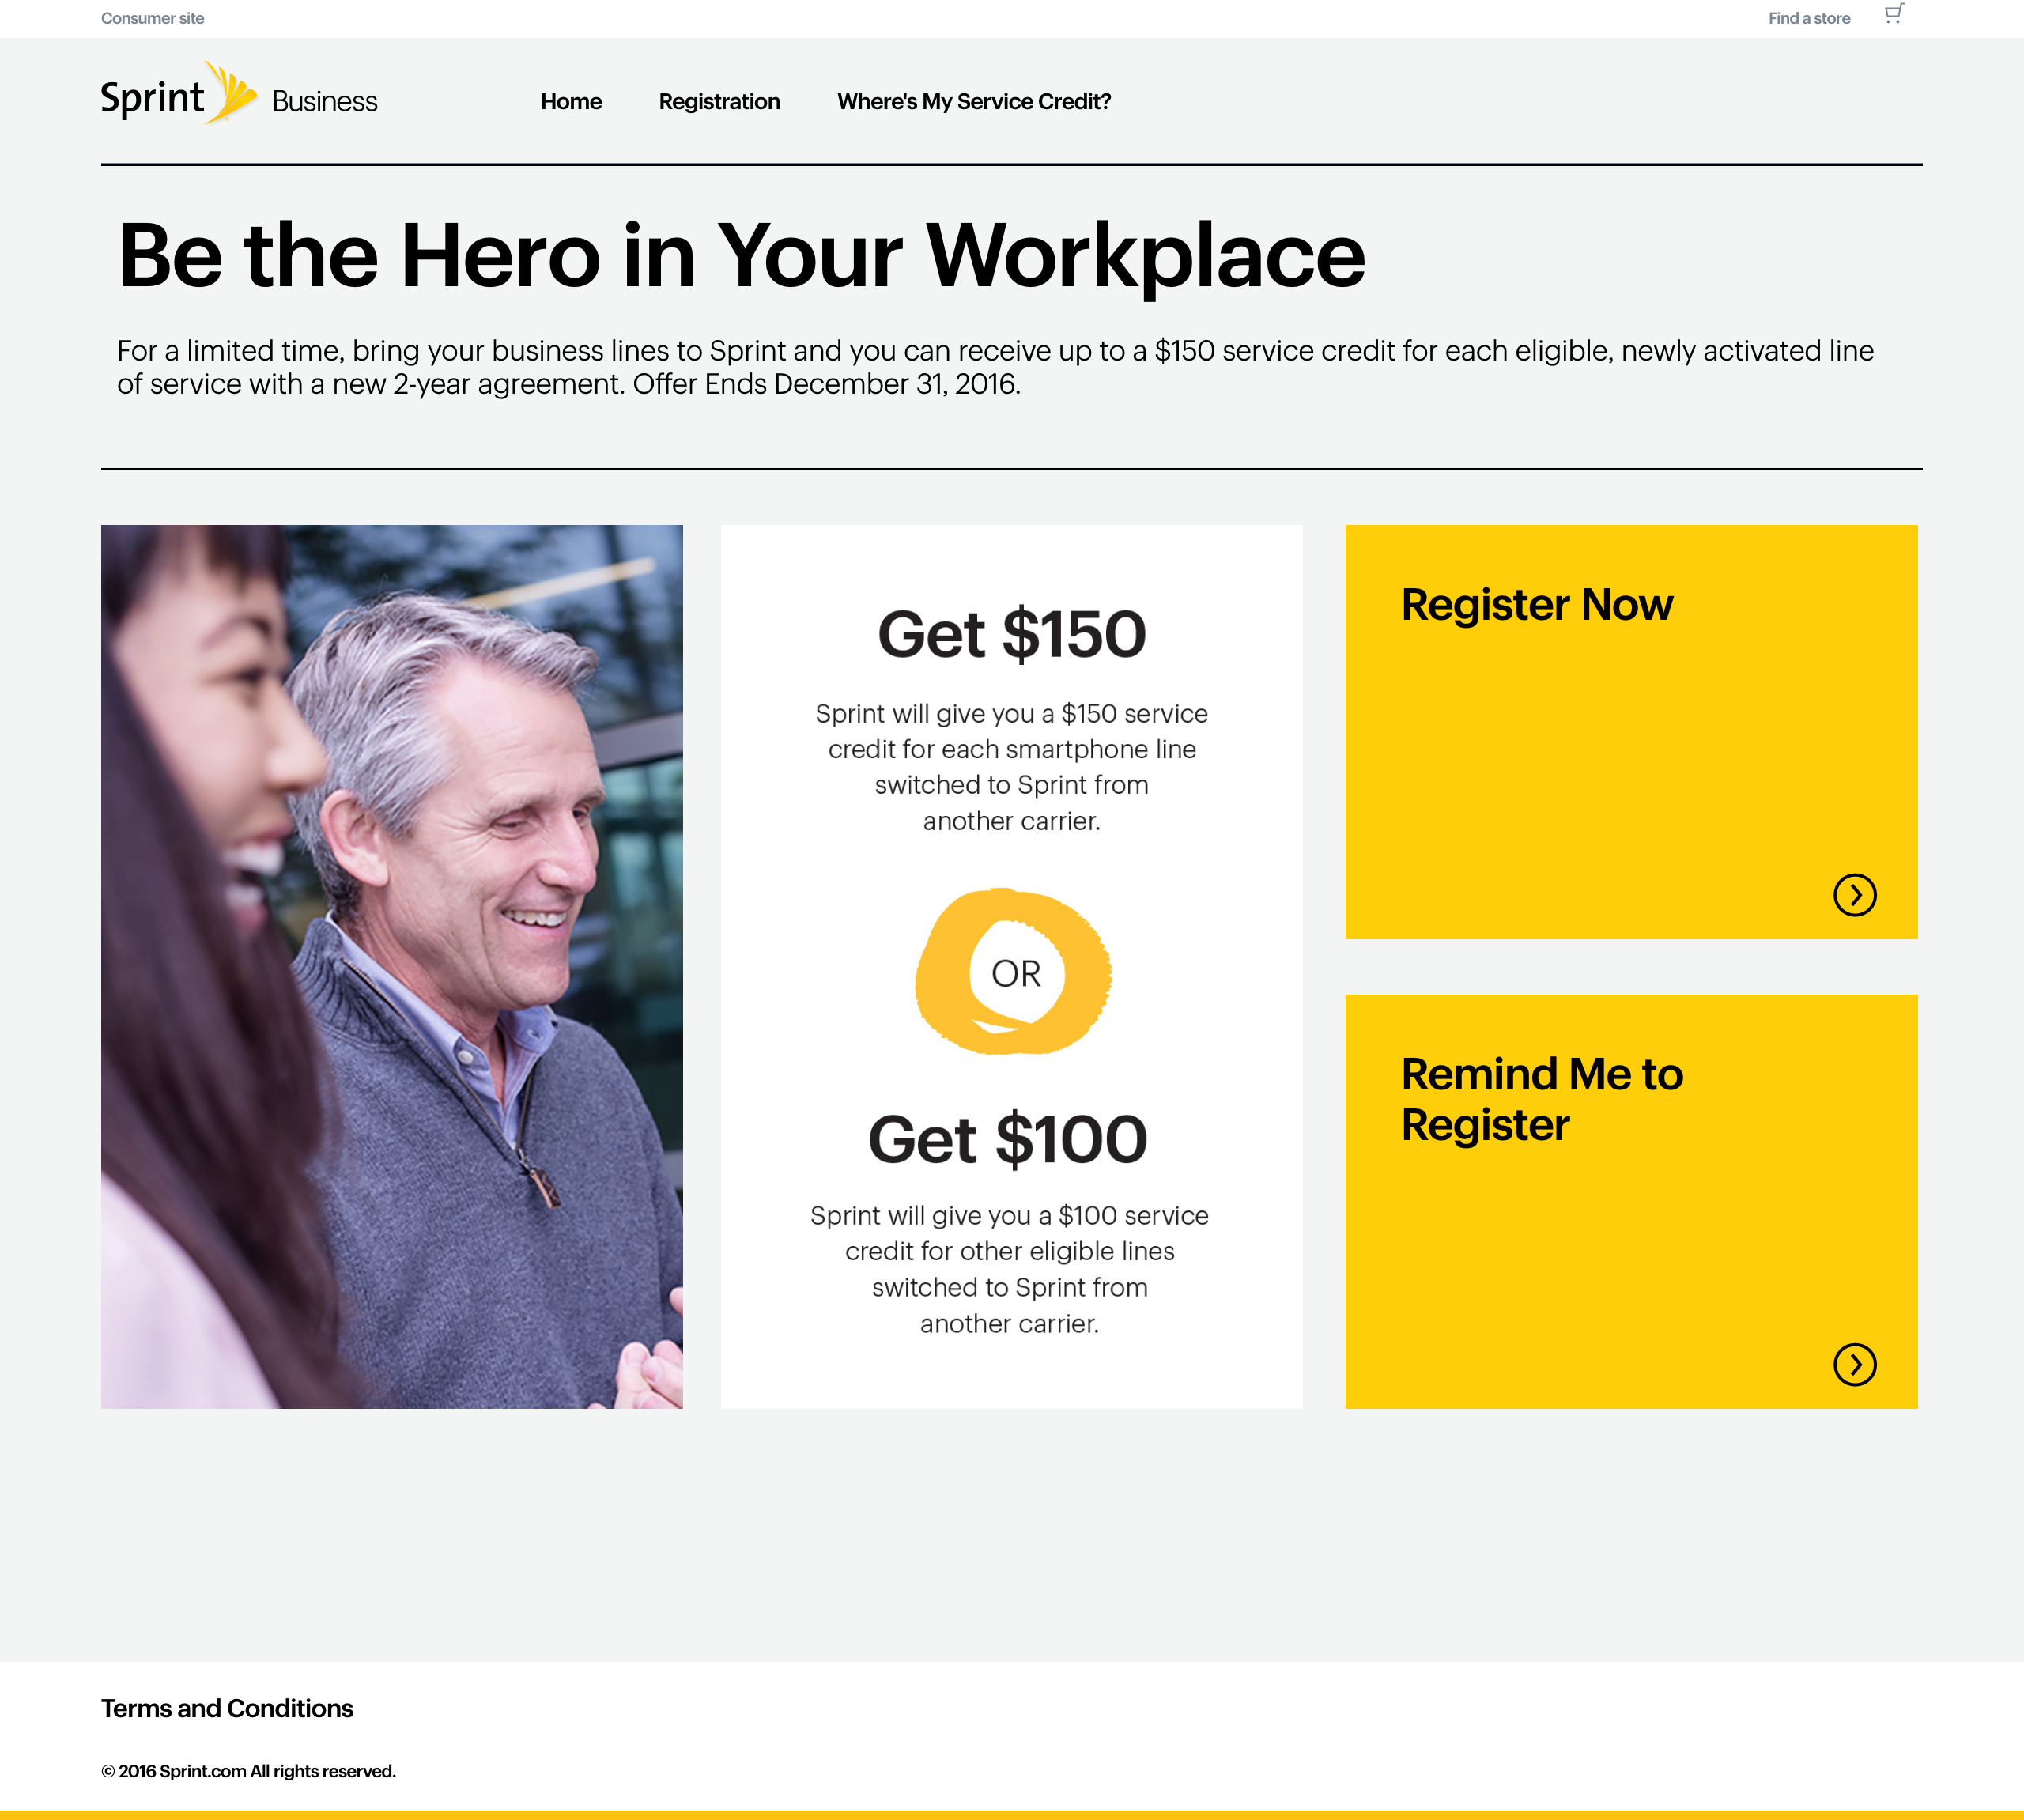 Consumer site
Find a store
Sprint Business
Home
Registration
Where's My Service Credit?
Be the Hero in Your Workplace
For a limited time, bring your business lines to Sprint and you can receive up to a $150 service credit for each eligible, newly activated line
of service with a new 2-year agreement. Offer Ends December 31, 2016.
Get $150
Sprint will give you a $150 service
credit for each smartphone line
switched to Sprint from
another carrier.
OR
Get $100
Sprint will give you a $100 service
credit for other eligible lines
switched to Sprint from
another carrier.
Register Now
Remind Me to
Register
Terms and Conditions
© 2016 Sprint.com All rights reserved.